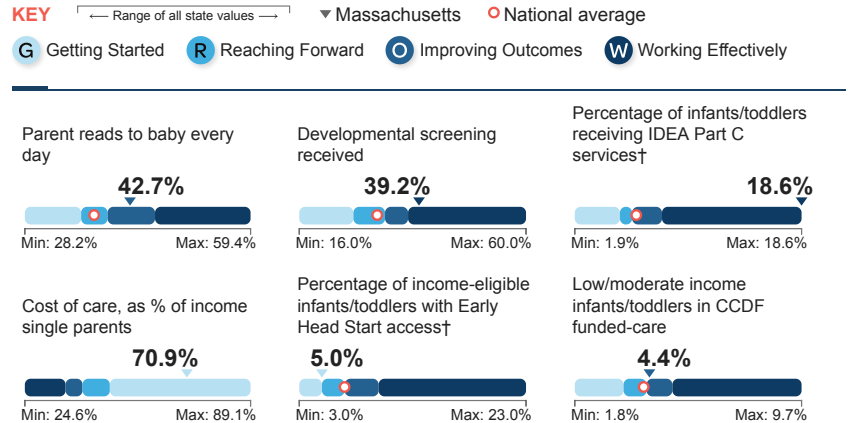 KEY
Range of all state values
Massachusetts
National average
G Getting Started
R Reaching Forward
O Improving Outcomes
W Working Effectively
Parent reads to baby every
day
42.7%
Min: 28.2% Max: 59.4%
Developmental screening
received
39.2%
Min: 16.0% Max: 60.0%
Percentage of infants/toddlers
receiving IDEA Part C
services†
18.6%
Min: 1.9% Max: 18.6%
Cost of care, as % of income
single parents
70.9%
Min: 24.6% Max: 89.1%
Percentage of income-eligible
infants/toddlers with Early
Head Start access†
5.0%
Min: 3.0% Max: 23.0%
Low/moderate income
infants/toddlers in CCDF
funded-care
4.4%
Min: 1.8% Max: 9.7%